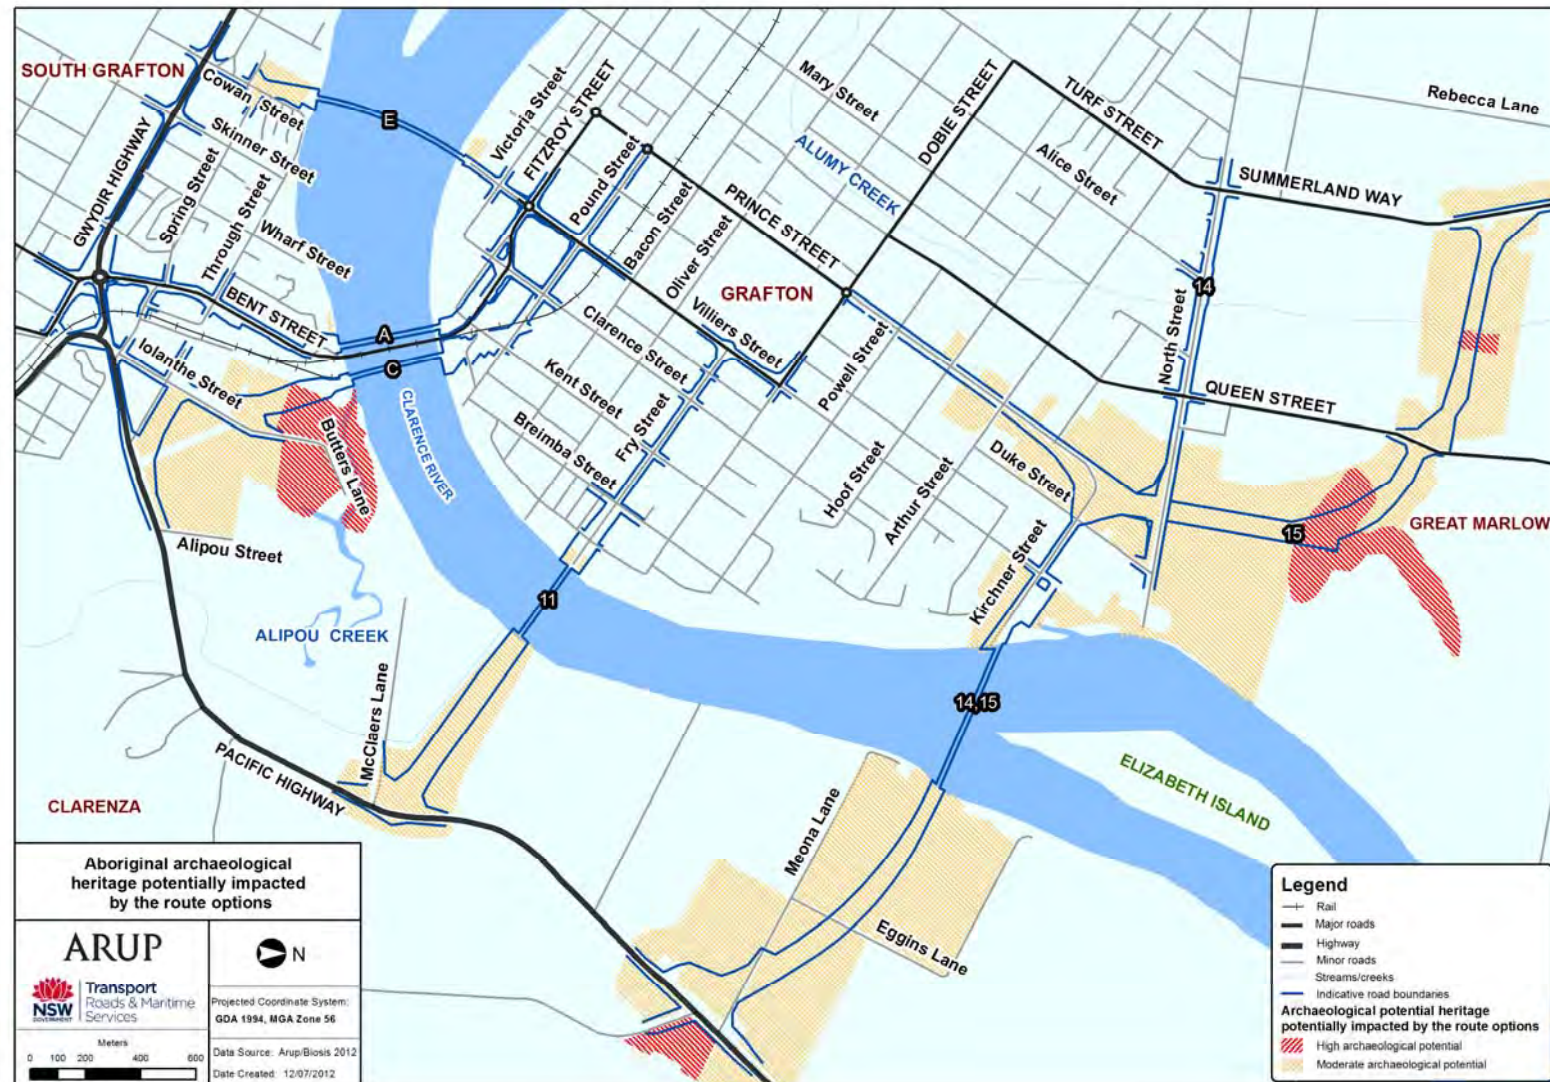 SOUTH GRAFTON
Cowan Street
Skinner Street
GWYDIR HIGHWAY
Spring Street
Through Street
Wharf Street
BENT STREET
Iolanthe Street
Butters Lane
Alipou Street
ALIPOU CREEK
CLARENZA
PACIFIC HIGHWAY
McClaers Lane
E
A
C
CLARENCE RIVER
11
Victoria Street
FITZROY STREET
Pound Street
Bacon Street
Oliver Street
PRINCE STREET
GRAFTON
Villiers Street
Clarence Street
Kent Street
Breimba Street
Fry Street
Powell Street
Hoof Street
Arthur Street
Mary Street
ALUMY CREEK
DOBIE STREET
TURF STREET
Alice Street
Rebecca Lane
SUMMERLAND WAY
14
North Street
QUEEN STREET
Duke Street
Kirchner Street
15
GREAT MARLOW
14,15
ELIZABETH ISLAND
Meona Lane
Eggins Lane
Aboriginal archaeological
heritage potentially impacted
by the route options
ARUP
N
NSW
GOVERNMENT
Transport
Roads & Maritime
Services
Projected Coordinate System:
GDA 1994, MGA Zone 56
Meters
0 100 200 400 600
Data Source: Arup/Biosis 2012
Date Created: 12/07/2012
Legend
Rail
Major roads
Highway
Minor roads
Streams/creeks
Indicative road boundaries
Archaeological potential heritage
potentially impacted by the route options
High archaeological potential
Moderate archaeological potential